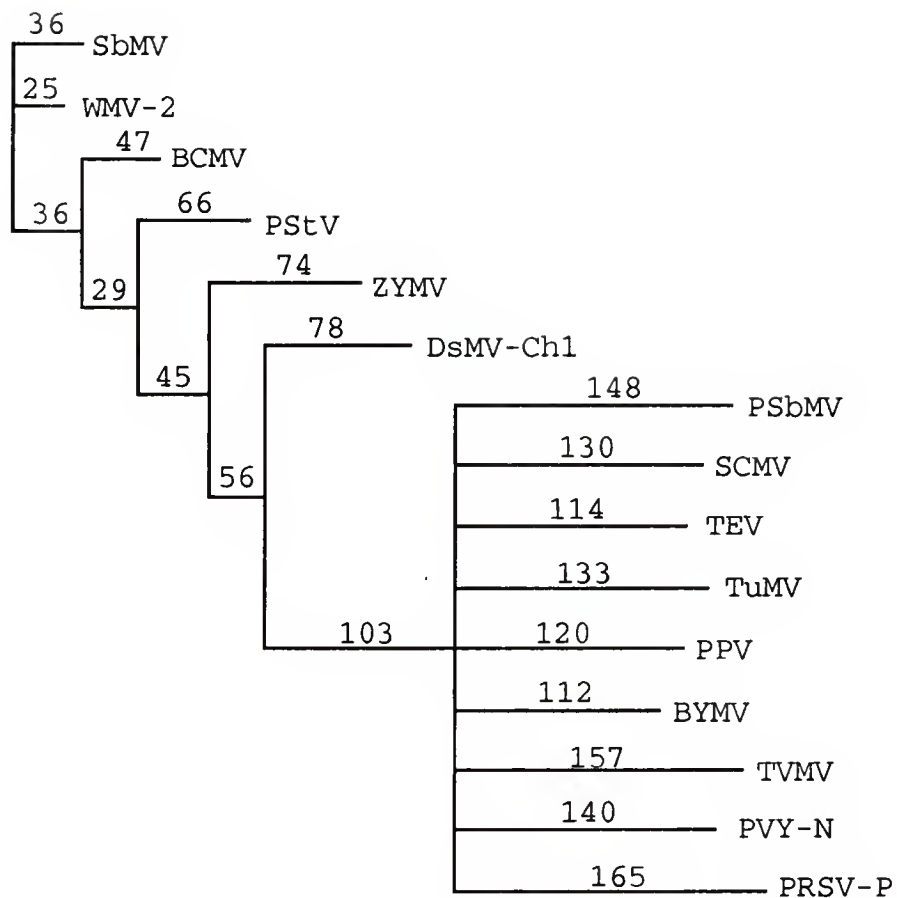 36
SbMV
25
WMV-2
47
BCMV
36
66
PStV
29
74
ZYMV
78
DsMV-Ch1
45
148
PSbMV
130
SCMV
56
114
TEV
133
TuMV
103
120
PPV
112
BYMV
157
TVMV
140
PVY-N
165
PRSV-P